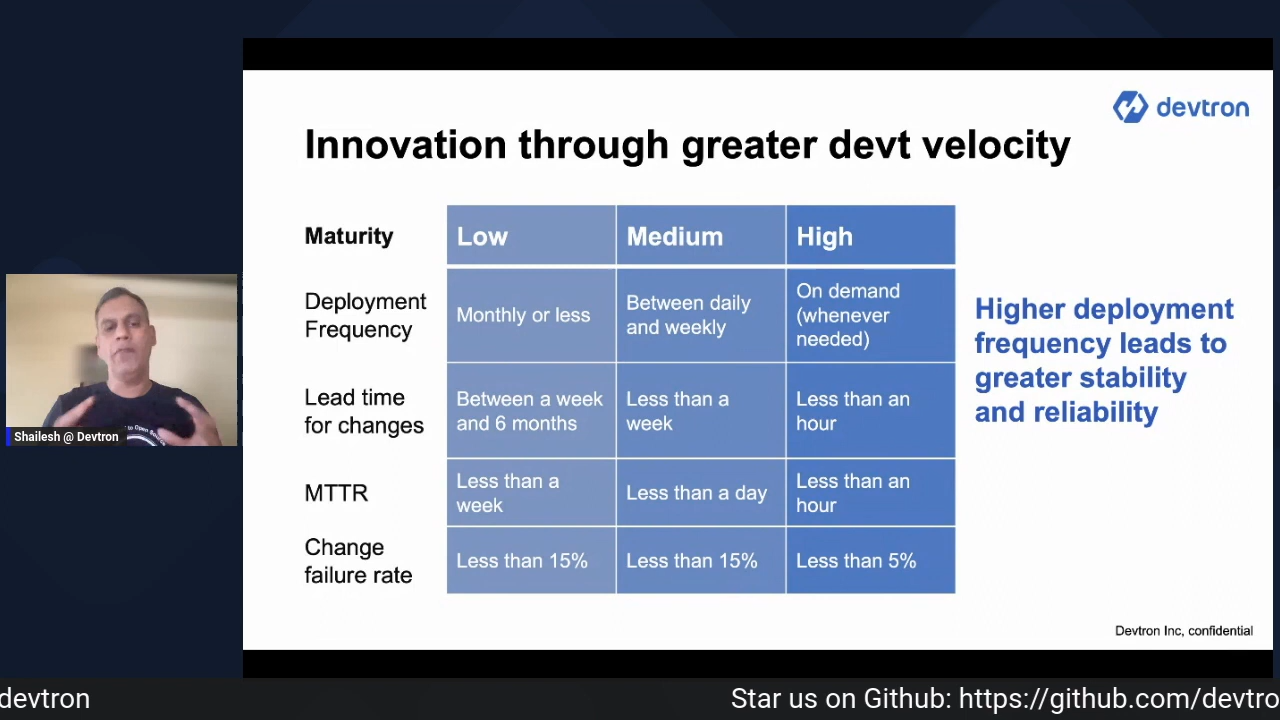 devtron
Innovation through greater devt velocity
Maturity
Low
Medium
High
Deployment
Frequency
Monthly or less
Between daily
and weekly
On demand
(whenever
needed)
Lead time
for changes
Between a week
and 6 months
Less than a
week
Less than an
hour
MTTR
Less than a
week
Less than a day
Less than an
hour
Change
failure rate
Less than 15%
Less than 15%
Less than 5%
Higher deployment
frequency leads to
greater stability
and reliability
Shailesh @ Devtron
Devtron Inc, confidential
devtron
Star us on Github: https://github.com/devtro